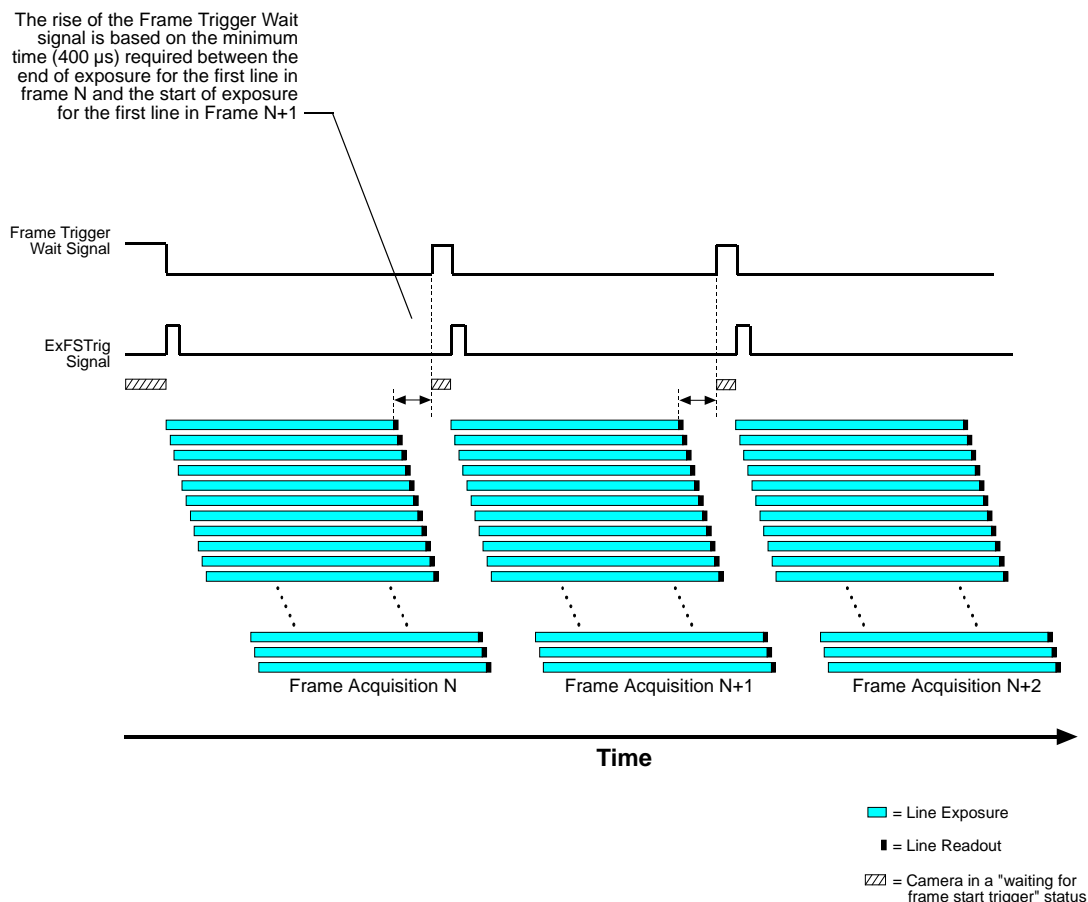 The rise of the Frame Trigger Wait
signal is based on the minimum
time (400 µs) required between the
end of exposure for the first line in
frame N and the start of exposure
for the first line in Frame N+1
Frame Trigger
Wait Signal
ExFSTrig
Signal
Frame Acquisition N
Frame Acquisition N+1
Frame Acquisition N+2
Time
= Line Exposure
= Line Readout
= Camera in a "waiting for
frame start trigger" status